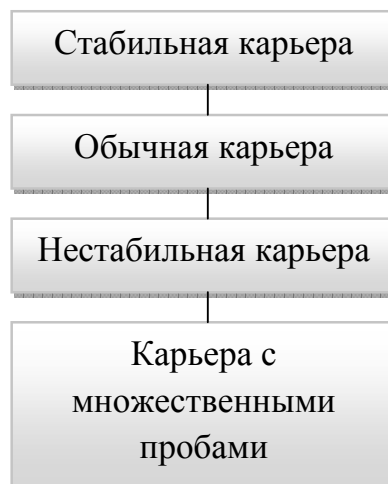 Стабильная карьера
Обычная карьера
Нестабильная карьера
Карьера с
множественными
пробами